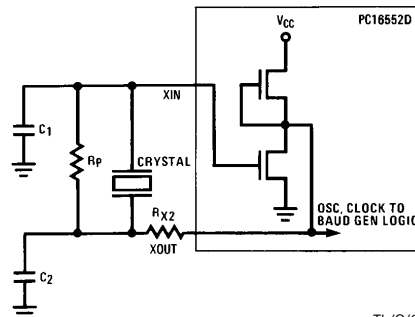 VCC
PC16552D
XIN
C1
RP
CRYSTAL
RX2
XOUT
OSC, CLOCK TO
BAUD GEN LOGIC
C2